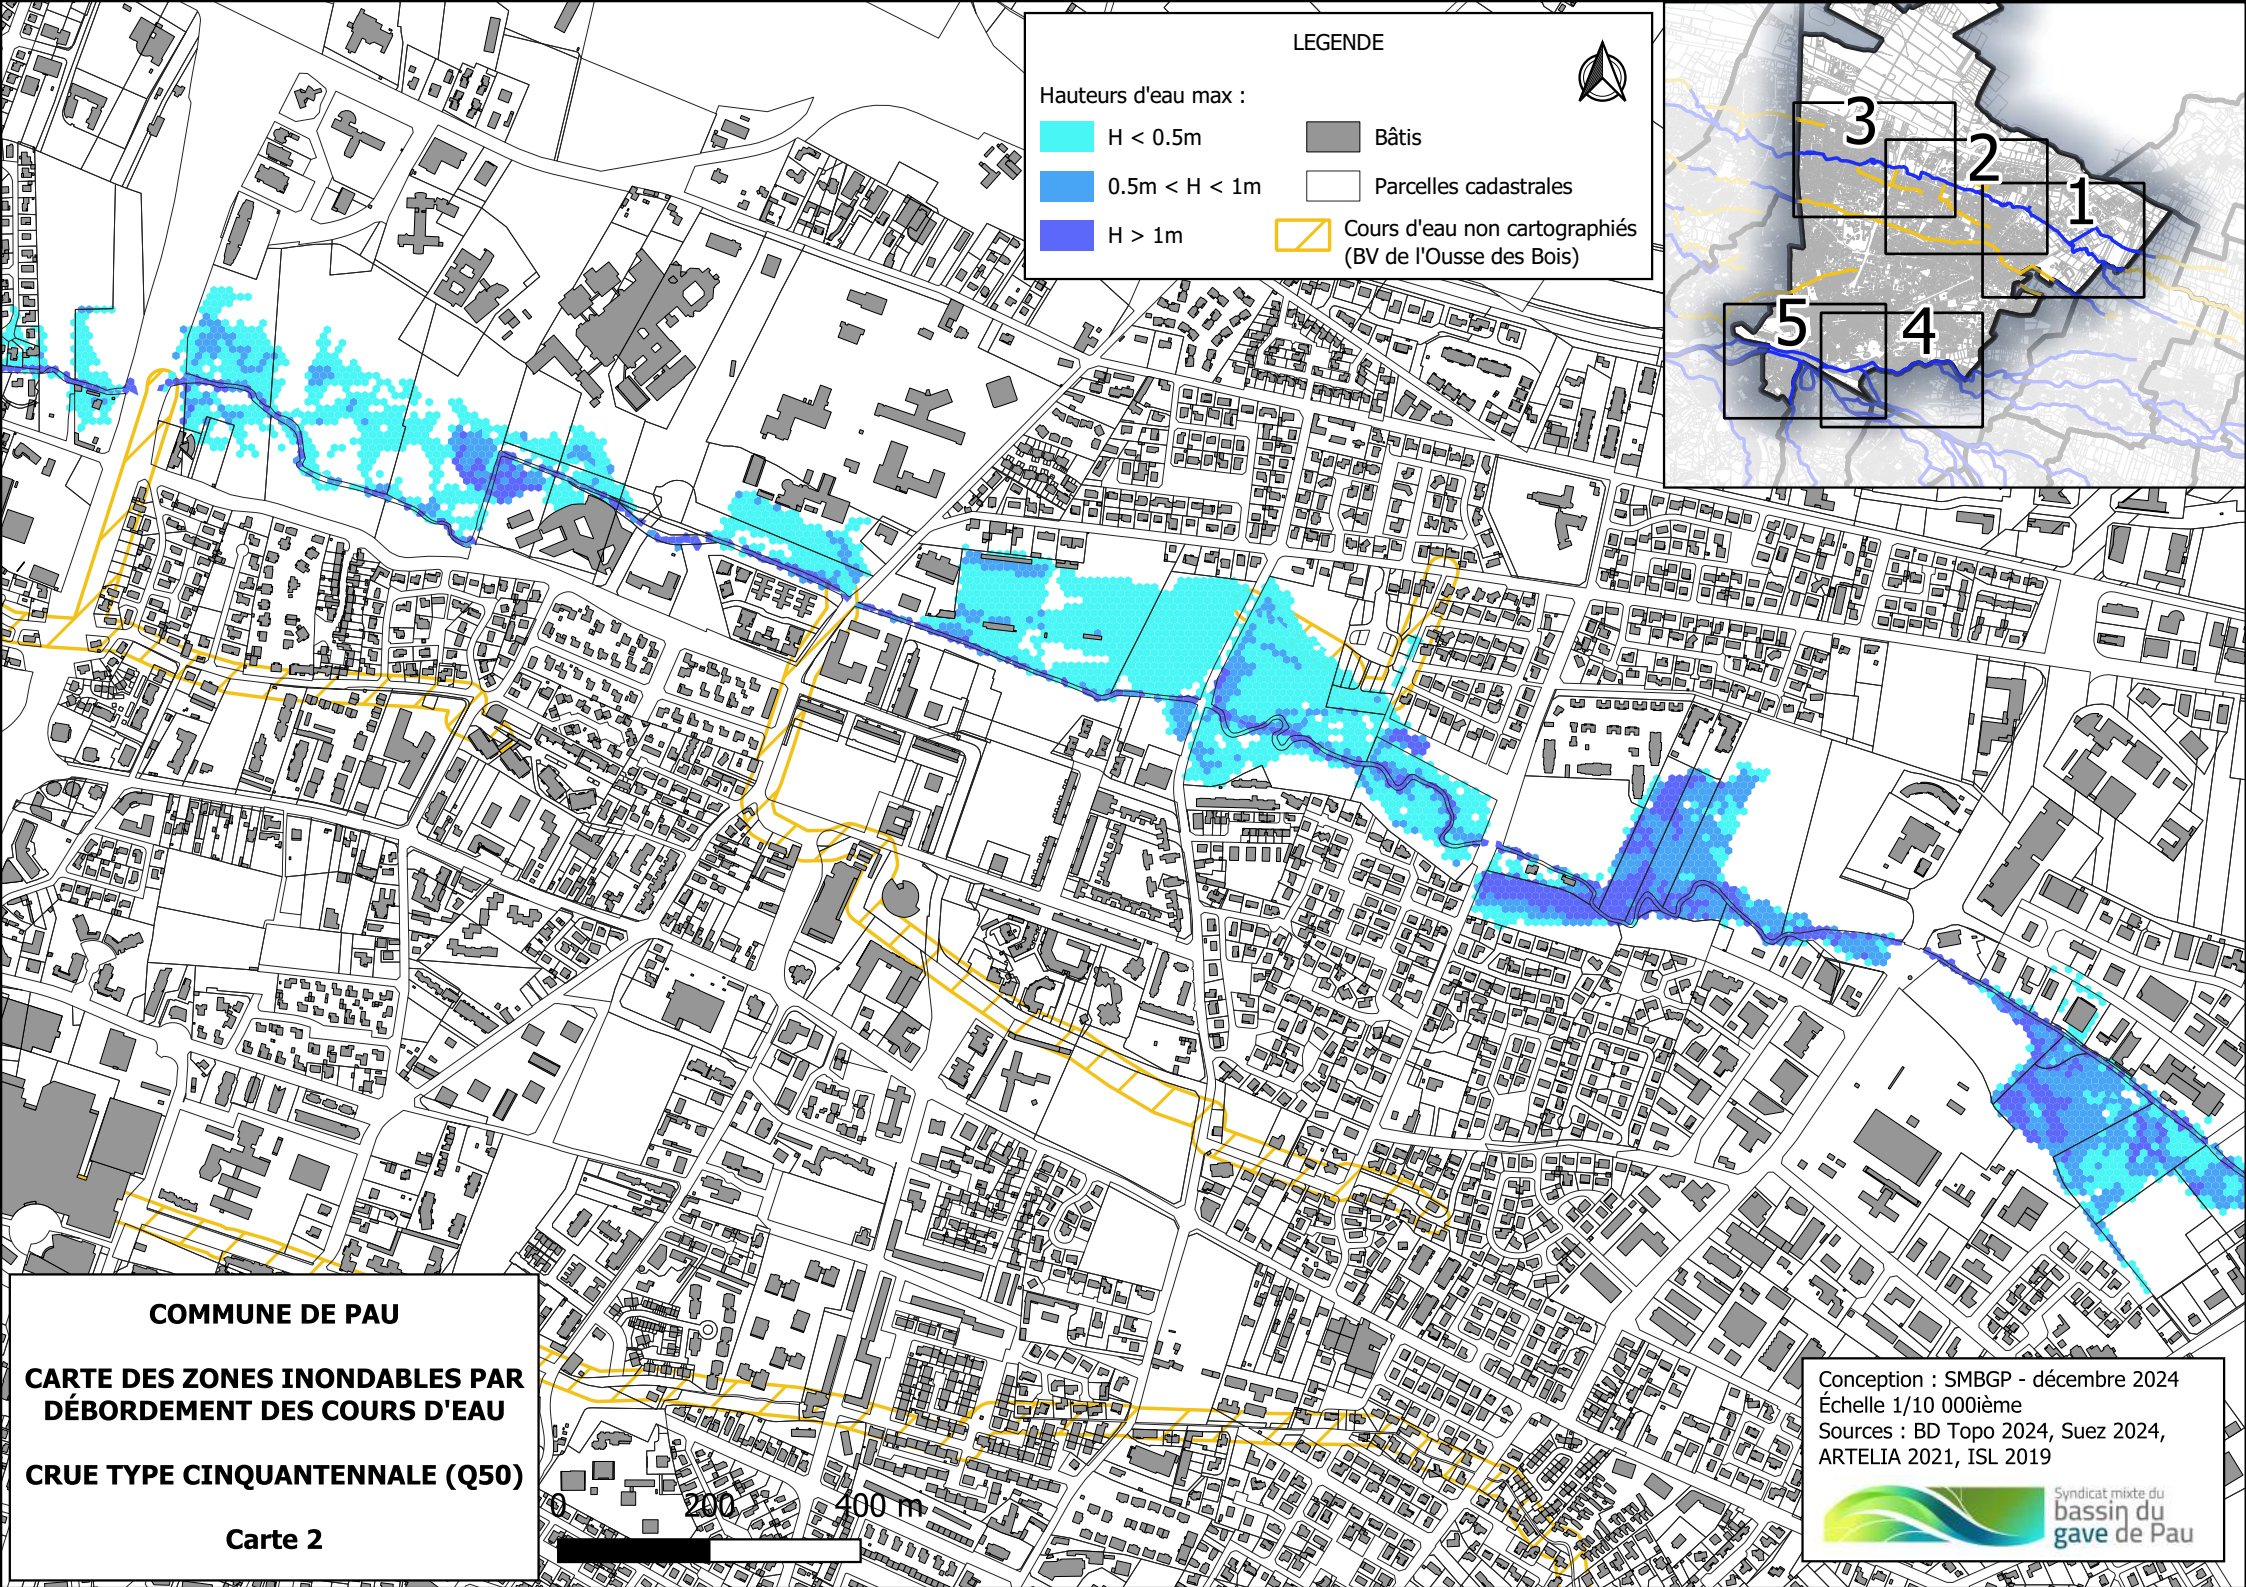 LEGENDE
Hauteurs d'eau max :
H < 0.5m
0.5m < H < 1m
H > 1m
Bâtis
Parcelles cadastrales
Cours d'eau non cartographiés
(BV de l'Ousse des Bois)
3
2
1
5
4
COMMUNE DE PAU
CARTE DES ZONES INONDABLES PAR
DÉBORDEMENT DES COURS D'EAU
CRUE TYPE CINQUANTENNALE (Q50)
Carte 2
0 200 400 m
Conception : SMBGP - décembre 2024
Échelle 1/10 000ième
Sources : BD Topo 2024, Suez 2024,
ARTELIA 2021, ISL 2019
Syndicat mixte du
bassin du
gave de Pau